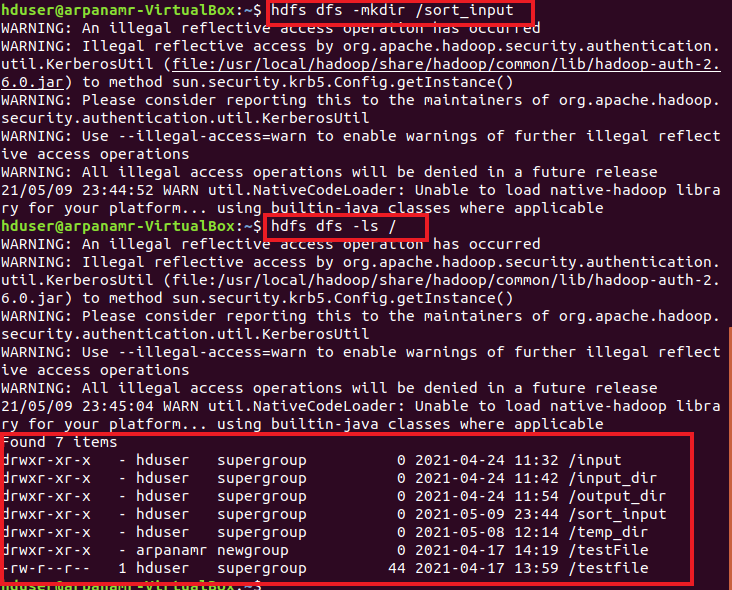 hduser@arpanamr-VirtualBox:~$ hdfs dfs -mkdir /sort_input
WARNING: An illegal reflective access operation has occurred
WARNING: Illegal reflective access by org.apache.hadoop.security.authentication.
util.KerberosUtil (file:/usr/local/hadoop/share/hadoop/common/lib/hadoop-auth-2.
6.0.jar) to method sun.security.krb5.Config.getInstance()
WARNING: Please consider reporting this to the maintainers of org.apache.hadoop.
security.authentication.util.KerberosUtil
WARNING: Use --illegal-access=warn to enable warnings of further illegal reflect
ive access operations
WARNING: All illegal access operations will be denied in a future release
21/05/09 23:44:52 WARN util.NativeCodeLoader: Unable to load native-hadoop libra
ry for your platform... using builtin-java classes where applicable
hduser@arpanamr-VirtualBox:~$ hdfs dfs -ls /
WARNING: An illegal reflective access operation has occurred
WARNING: Illegal reflective access by org.apache.hadoop.security.authentication.
util.KerberosUtil (file:/usr/local/hadoop/share/hadoop/common/lib/hadoop-auth-2.
6.0.jar) to method sun.security.krb5.Config.getInstance()
WARNING: Please consider reporting this to the maintainers of org.apache.hadoop.
security.authentication.util.KerberosUtil
WARNING: Use --illegal-access=warn to enable warnings of further illegal reflect
ive access operations
WARNING: All illegal access operations will be denied in a future release
21/05/09 23:45:04 WARN util.NativeCodeLoader: Unable to load native-hadoop libra
ry for your platform... using builtin-java classes where applicable
Found 7 items
drwxr-xr-x   - hduser   supergroup          0 2021-04-24 11:32 /input
drwxr-xr-x   - hduser   supergroup          0 2021-04-24 11:42 /input_dir
drwxr-xr-x   - hduser   supergroup          0 2021-04-24 11:54 /output_dir
drwxr-xr-x   - hduser   supergroup          0 2021-05-09 23:44 /sort_input
drwxr-xr-x   - hduser   supergroup          0 2021-05-08 12:14 /temp_dir
drwxr-xr-x   - arpanamr newgroup            0 2021-04-17 14:19 /testFile
-rw-r--r--   1 hduser   supergroup         44 2021-04-17 13:59 /testfile
hduser@arpanamr-VirtualBox:~$